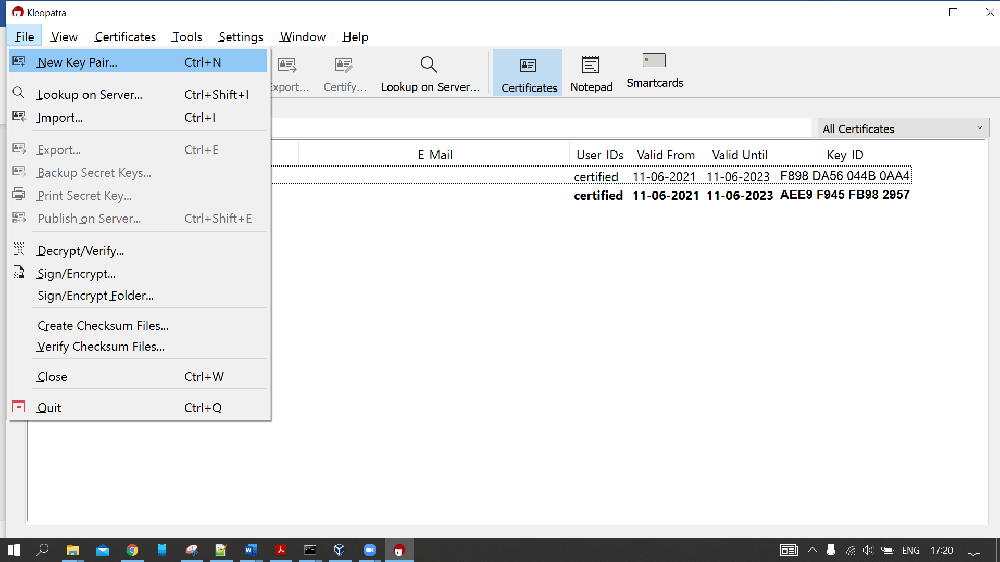 Kleopatra
File View Certificates Tools Settings Window Help
New Key Pair... Ctrl+N
Lookup on Server... Ctrl+Shift+I
Import... Ctrl+I
Export... Ctrl+E
Backup Secret Keys...
Print Secret Key...
Publish on Server... Ctrl+Shift+E
Decrypt/Verify...
Sign/Encrypt...
Sign/Encrypt Folder...
Create Checksum Files...
Verify Checksum Files...
Close Ctrl+W
Quit Ctrl+Q
Export... Certify... Lookup on Server... Certificates Notepad Smartcards
All Certificates
E-Mail User-IDs Valid From Valid Until Key-ID
certified 11-06-2021 11-06-2023 F898 DA56 044B 0AA4
certified 11-06-2021 11-06-2023 AEE9 F945 FB98 2957
ENG 17:20